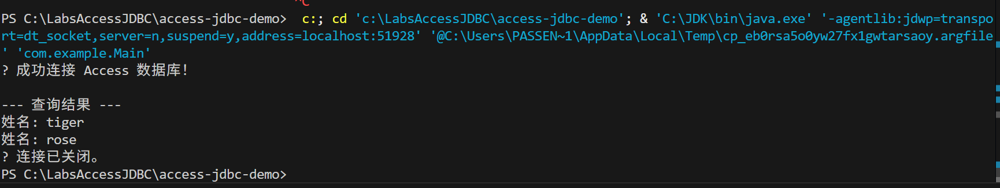 ^C
PS C:\LabsAccessJDBC\access-jdbc-demo>  c:; cd 'c:\LabsAccessJDBC\access-jdbc-demo'; & 'C:\JDK\bin\java.exe' '-agentlib:jdwp=transpo
rt=dt_socket,server=n,suspend=y,address=localhost:51928' '@C:\Users\PASSEN~1\AppData\Local\Temp\cp_eb0rsa5o0yw27fx1gwtarsaoy.argfile
' 'com.example.Main'
? 成功连接 Access 数据库!
--- 查询结果 ---
姓名: tiger
姓名: rose
? 连接已关闭。
PS C:\LabsAccessJDBC\access-jdbc-demo>